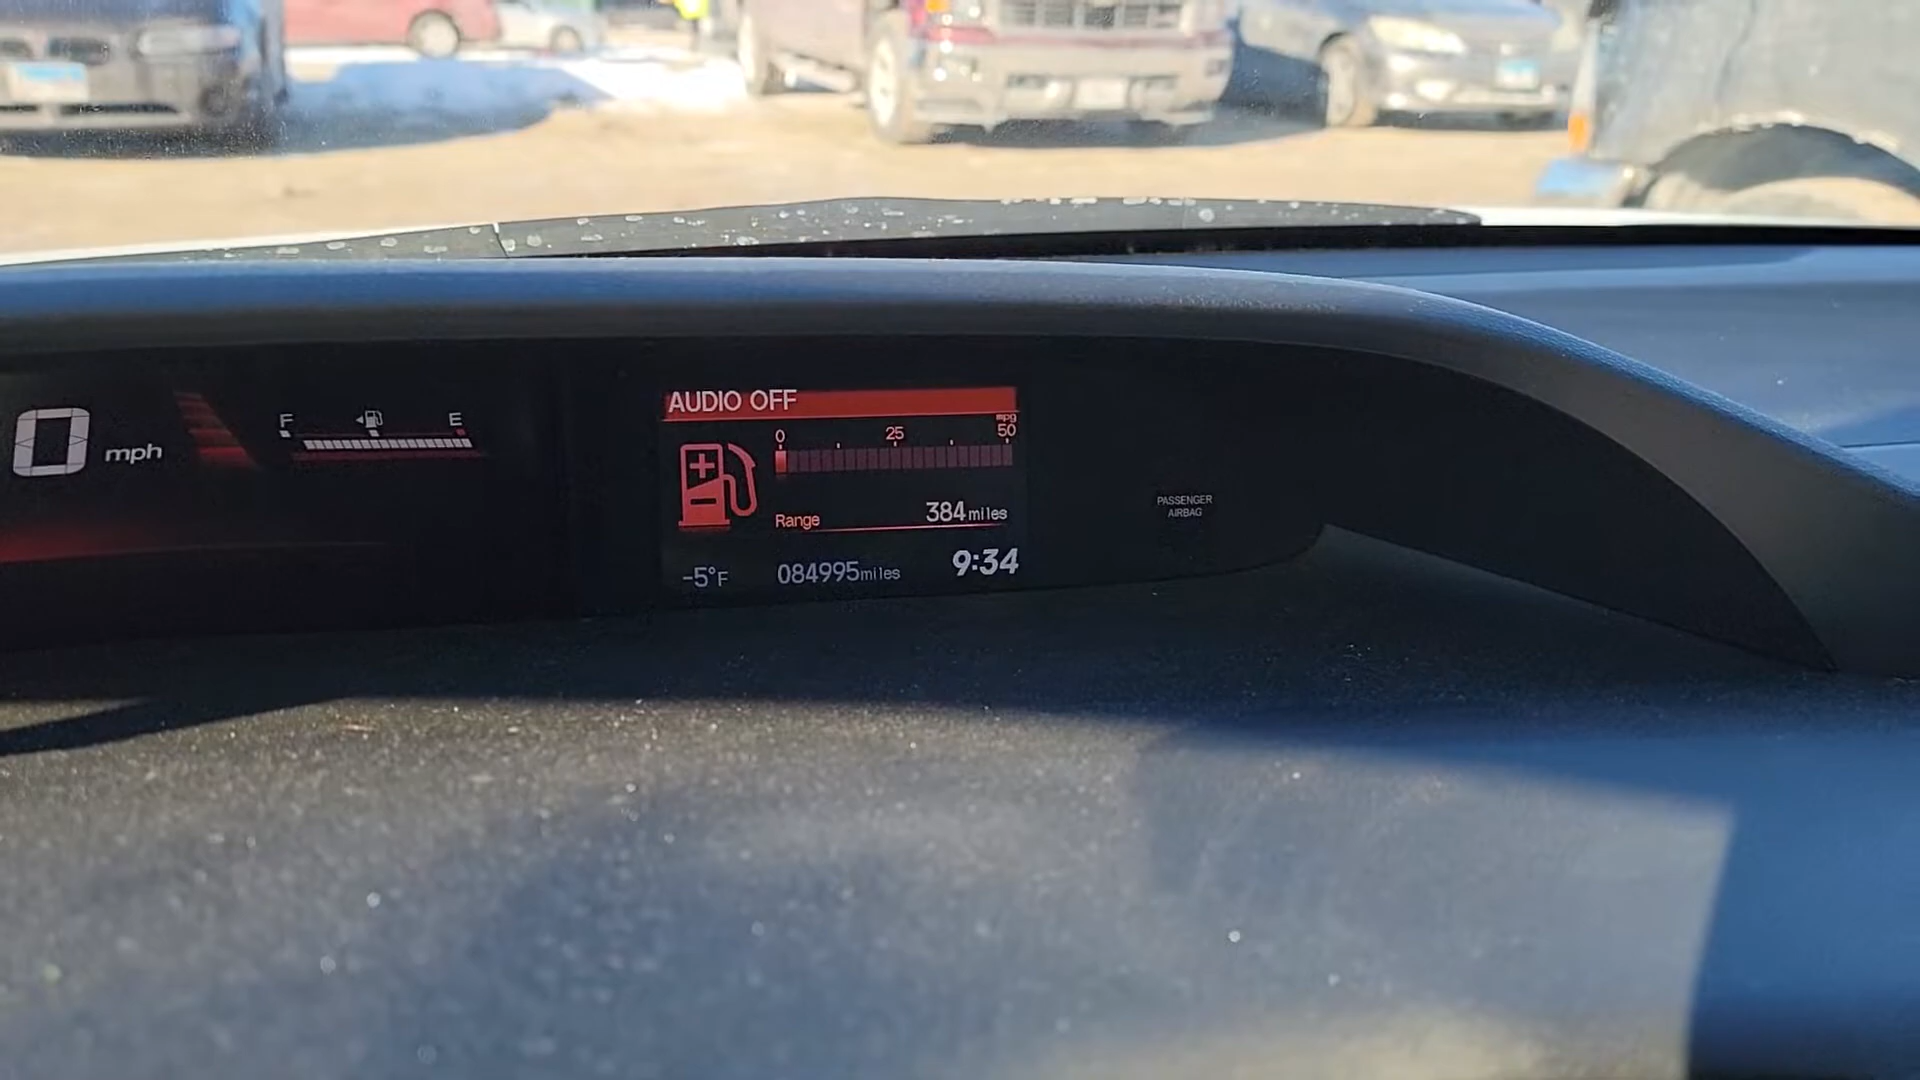 0 mph
F E
AUDIO OFF
mpg
0 25 50
Range 384 miles
-5°F 084995 miles 9:34
PASSENGER
AIRBAG